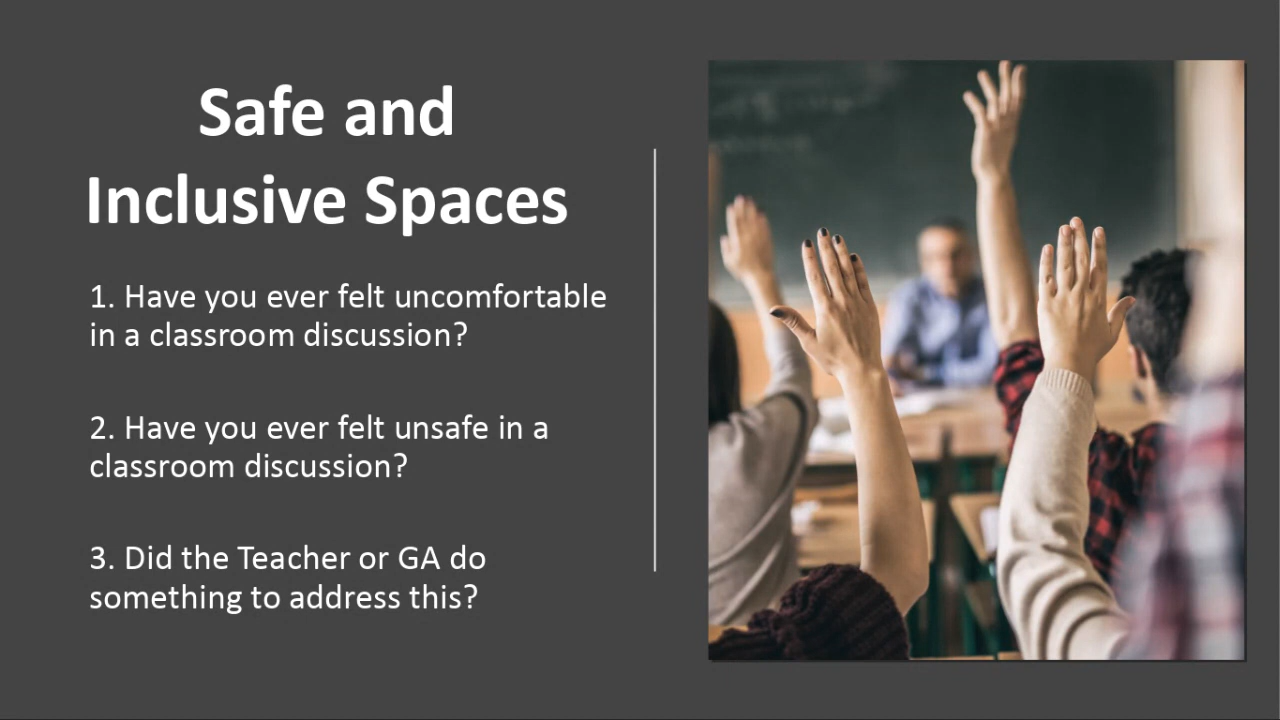 Safe and
Inclusive Spaces
1. Have you ever felt uncomfortable
in a classroom discussion?
2. Have you ever felt unsafe in a
classroom discussion?
3. Did the Teacher or GA do
something to address this?